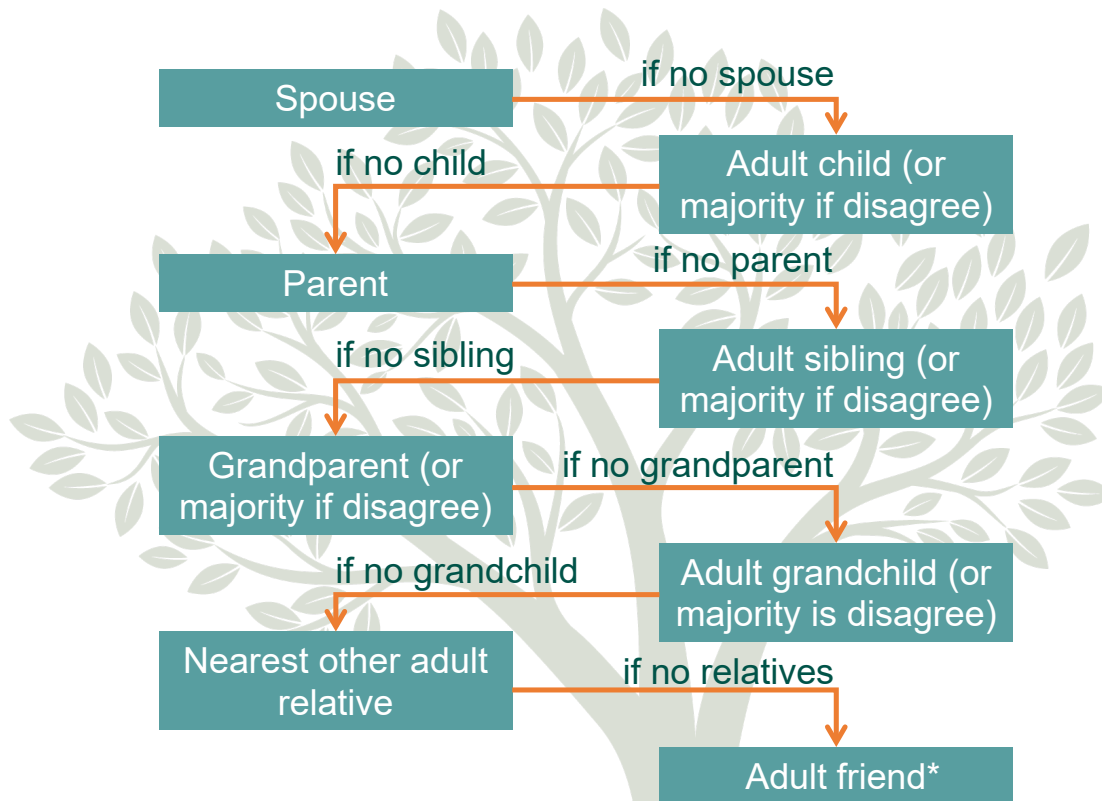 Spouse
if no spouse
Adult child (or
majority if disagree)
if no child
Parent
if no parent
Adult sibling (or
majority if disagree)
if no sibling
Grandparent (or
majority if disagree)
if no grandparent
Adult grandchild (or
majority is disagree)
if no grandchild
Nearest other adult
relative
if no relatives
Adult friend*